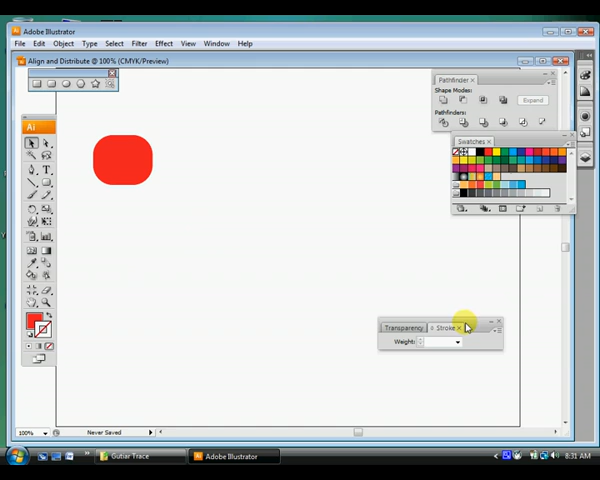 Adobe Illustrator
File Edit Object Type Select Filter Effect View Window Help
Align and Distribute @ 100% (CMYK/Preview)
Pathfinder ×
Shape Modes:
Expand
Pathfinders:
Swatches ×
Ai
Transparency
Stroke ×
Weight:
100%
Never Saved
Gutiar Trace
Adobe Illustrator
8:31 AM